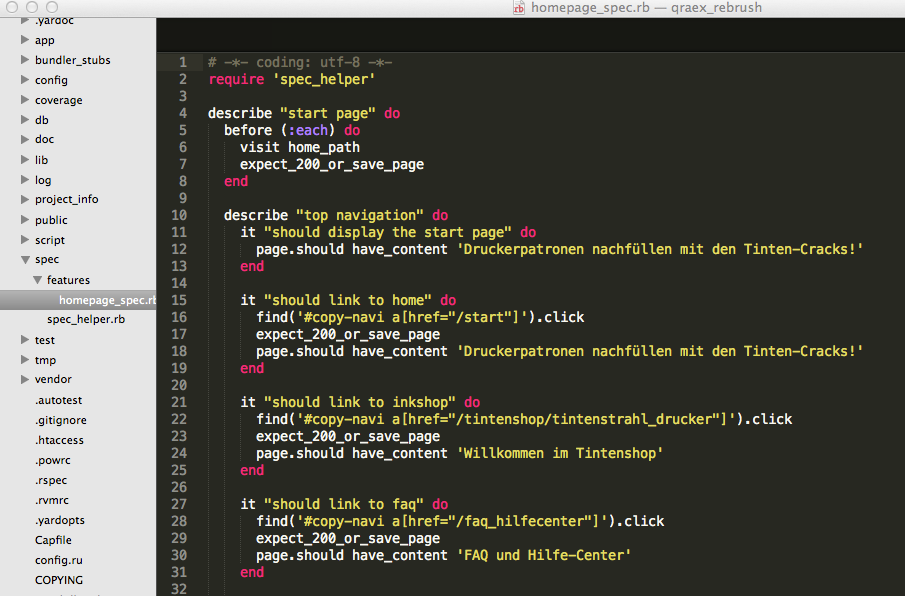 homepage_spec.rb — qraex_rebrush
.yardoc
app
bundler_stubs
config
coverage
db
doc
lib
log
project_info
public
script
spec
features
homepage_spec.rb
spec_helper.rb
test
tmp
vendor
.autotest
.gitignore
.htaccess
.powrc
.rspec
.rvmrc
.yardopts
Capfile
config.ru
COPYING
1 # -*- coding: utf-8 -*-
2 require 'spec_helper'
3
4 describe "start page" do
5 before (:each) do
6 visit home_path
7 expect_200_or_save_page
8 end
9
10 describe "top navigation" do
11 it "should display the start page" do
12 page.should have_content 'Druckerpatronen nachfüllen mit den Tinten-Cracks!'
13 end
14
15 it "should link to home" do
16 find('#copy-navi a[href="/start"]').click
17 expect_200_or_save_page
18 page.should have_content 'Druckerpatronen nachfüllen mit den Tinten-Cracks!'
19 end
20
21 it "should link to inkshop" do
22 find('#copy-navi a[href="/tintenshop/tintenstrahl_drucker"]').click
23 expect_200_or_save_page
24 page.should have_content 'Willkommen im Tintenshop'
25 end
26
27 it "should link to faq" do
28 find('#copy-navi a[href="/faq_hilfecenter"]').click
29 expect_200_or_save_page
30 page.should have_content 'FAQ und Hilfe-Center'
31 end
32